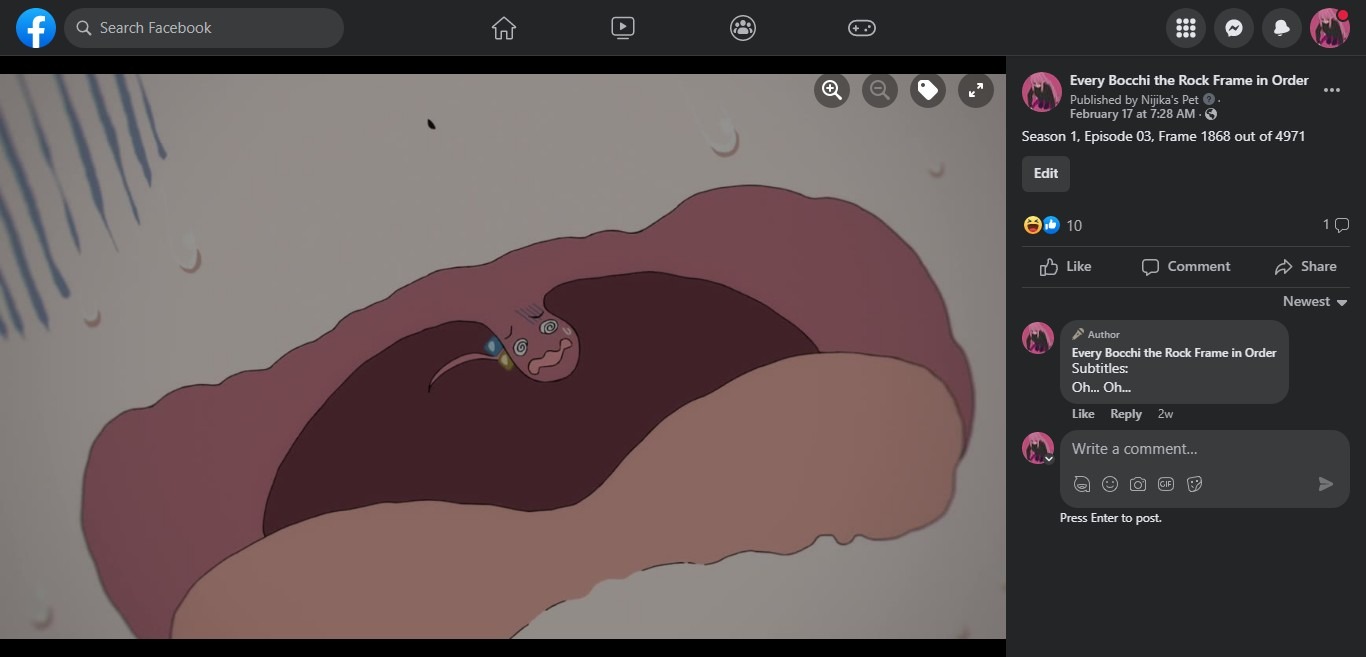 Search Facebook
Every Bocchi the Rock Frame in Order
Published by Nijika's Pet ·
February 17 at 7:28 AM ·
Season 1, Episode 03, Frame 1868 out of 4971
Edit
10
1
Like
Comment
Share
Newest
Author
Every Bocchi the Rock Frame in Order
Subtitles:
Oh... Oh...
Like Reply 2w
Write a comment...
GIF
Press Enter to post.